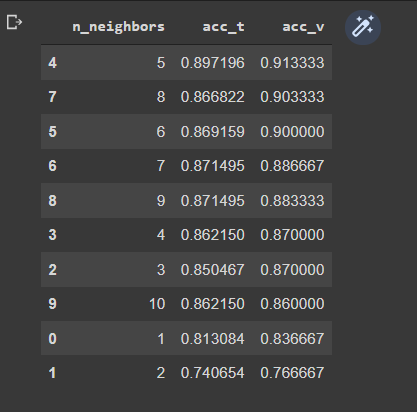 n_neighbors acc_t acc_v
4 5 0.897196 0.913333
7 8 0.866822 0.903333
5 6 0.869159 0.900000
6 7 0.871495 0.886667
8 9 0.871495 0.883333
3 4 0.862150 0.870000
2 3 0.850467 0.870000
9 10 0.862150 0.860000
0 1 0.813084 0.836667
1 2 0.740654 0.766667